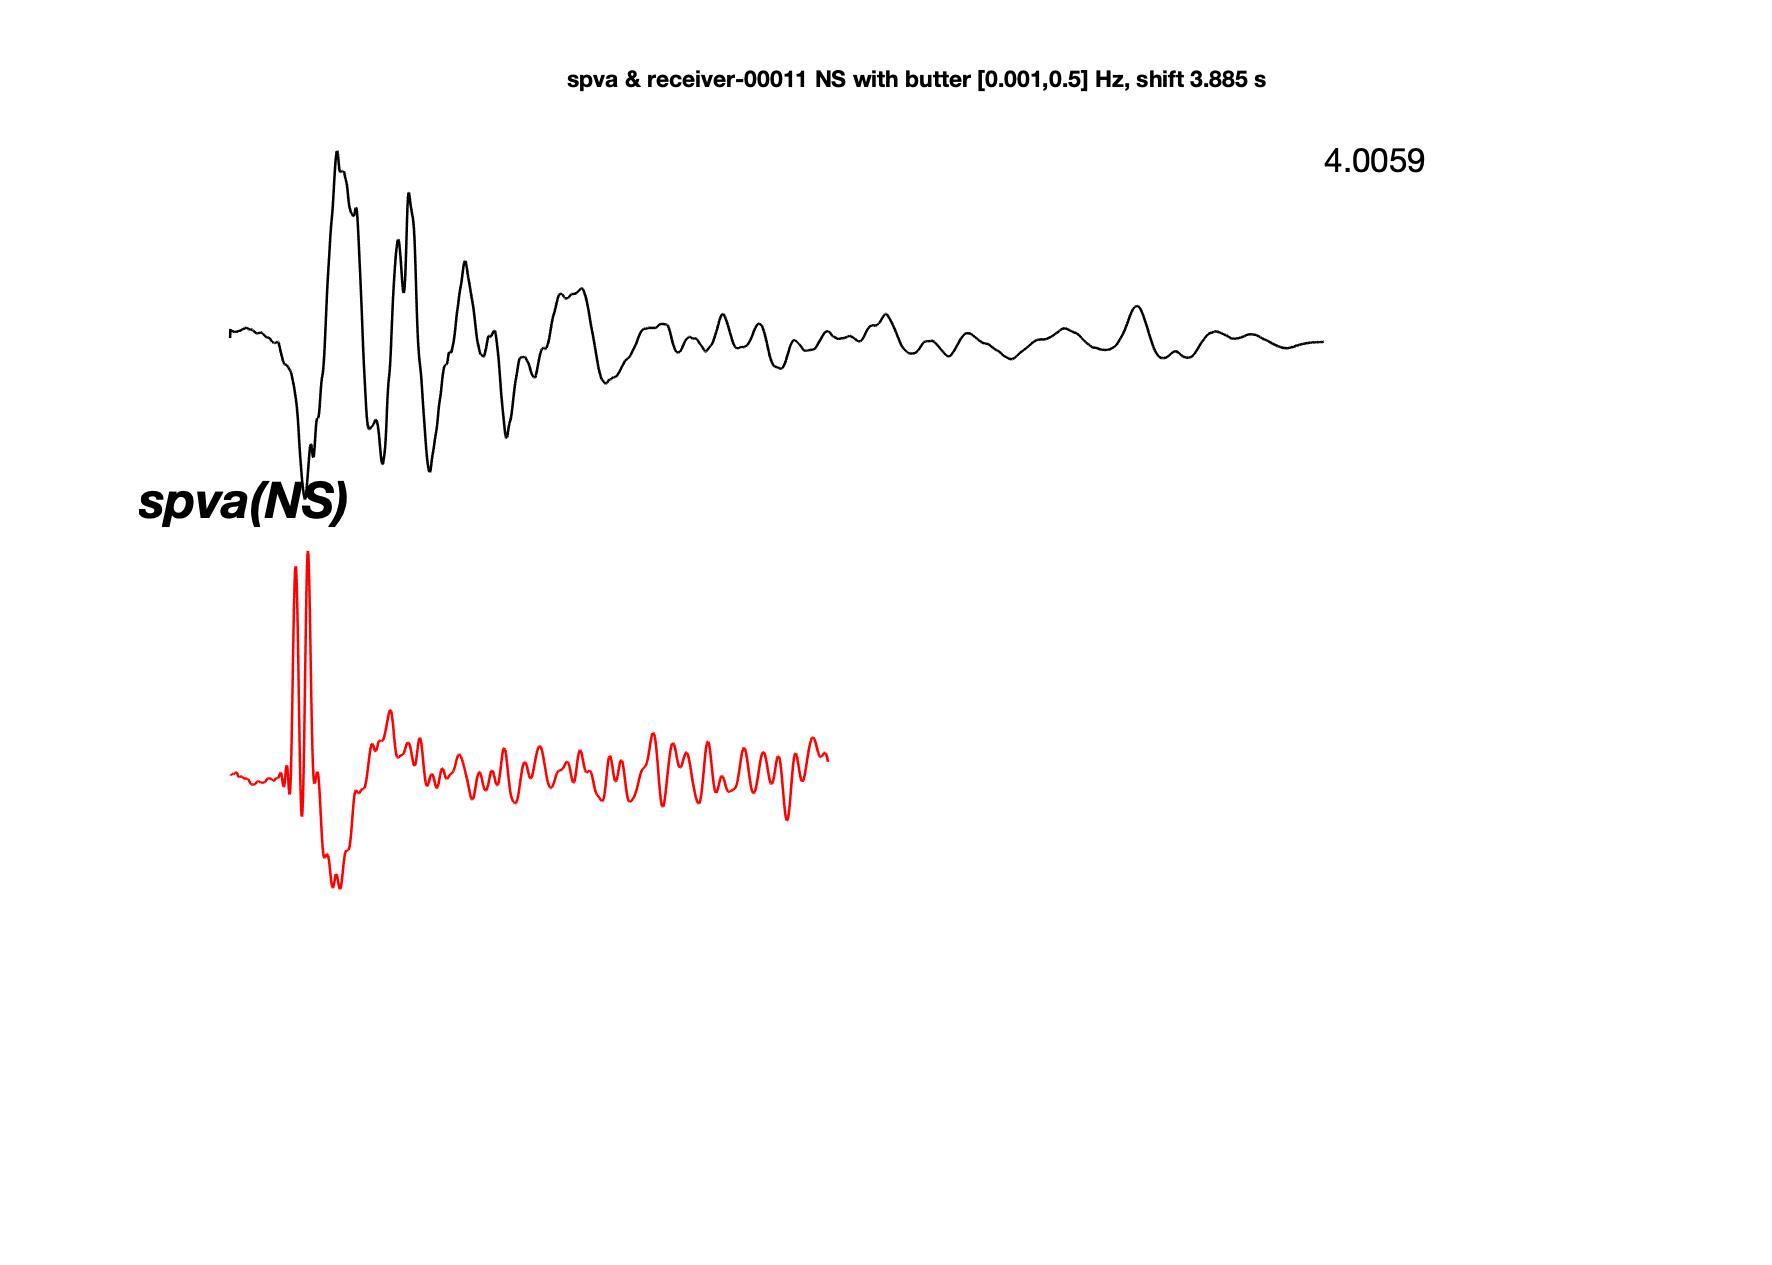 spva & receiver-00011 NS with butter [0.001,0.5] Hz, shift 3.885 s
4.0059
spva(NS)